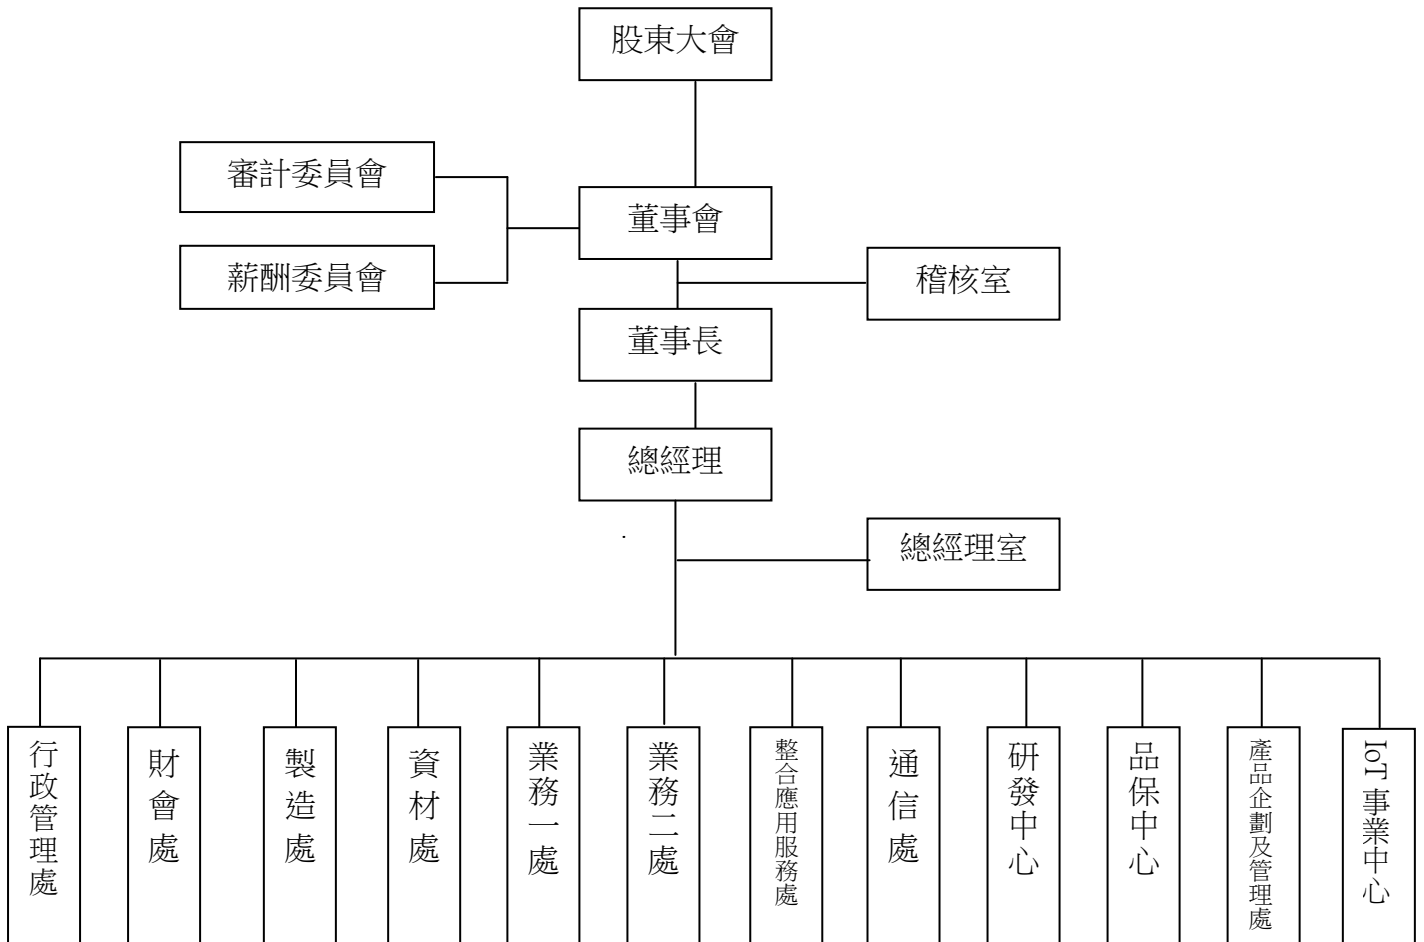 股東大會
審計委員會
董事會
薪酬委員會
稽核室
董事長
總經理
總經理室
行政管理處
財會處
製造處
資材處
業務一處
業務二處
整合應用服務處
通信處
研發中心
品保中心
產品企劃及管理處
IoT事業中心